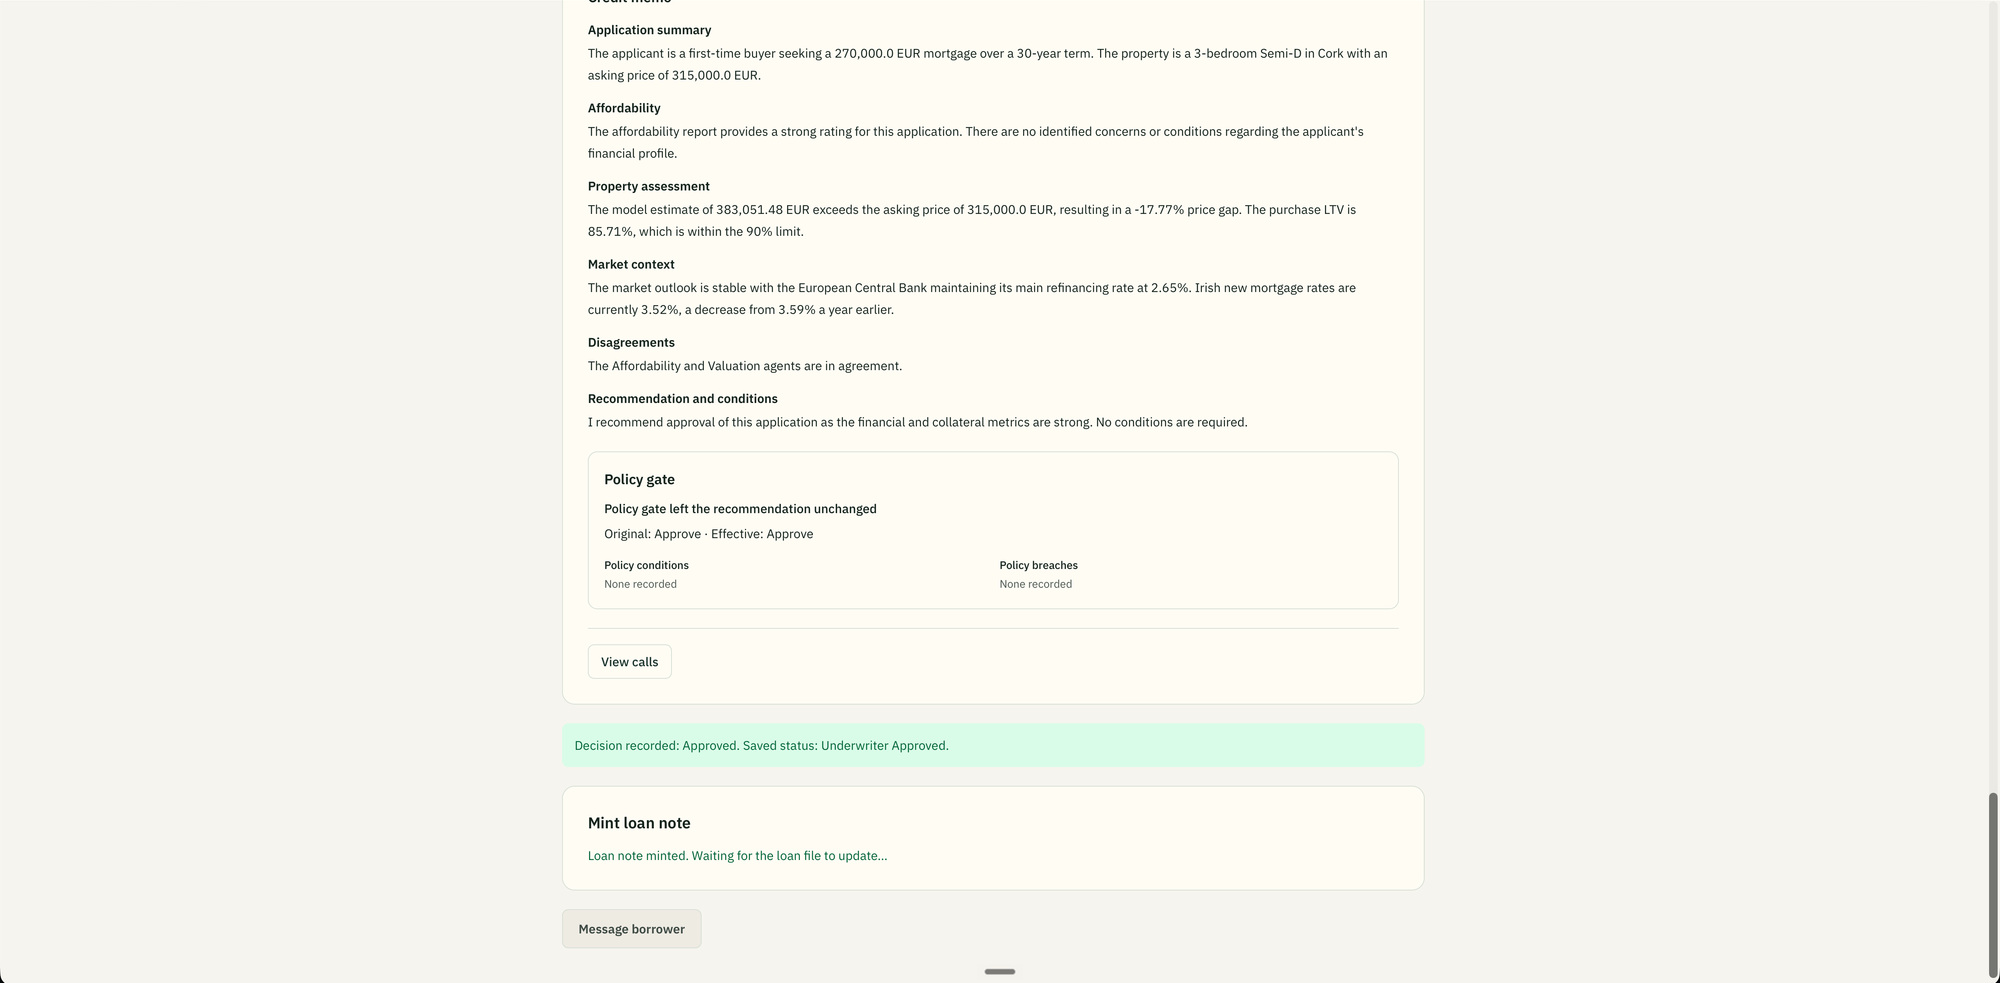 Credit memo
Application summary
The applicant is a first-time buyer seeking a 270,000.0 EUR mortgage over a 30-year term. The property is a 3-bedroom Semi-D in Cork with an
asking price of 315,000.0 EUR.
Affordability
The affordability report provides a strong rating for this application. There are no identified concerns or conditions regarding the applicant's
financial profile.
Property assessment
The model estimate of 383,051.48 EUR exceeds the asking price of 315,000.0 EUR, resulting in a -17.77% price gap. The purchase LTV is
85.71%, which is within the 90% limit.
Market context
The market outlook is stable with the European Central Bank maintaining its main refinancing rate at 2.65%. Irish new mortgage rates are
currently 3.52%, a decrease from 3.59% a year earlier.
Disagreements
The Affordability and Valuation agents are in agreement.
Recommendation and conditions
I recommend approval of this application as the financial and collateral metrics are strong. No conditions are required.
Policy gate
Policy gate left the recommendation unchanged
Original: Approve · Effective: Approve
Policy conditions
None recorded
Policy breaches
None recorded
View calls
Decision recorded: Approved. Saved status: Underwriter Approved.
Mint loan note
Loan note minted. Waiting for the loan file to update...
Message borrower